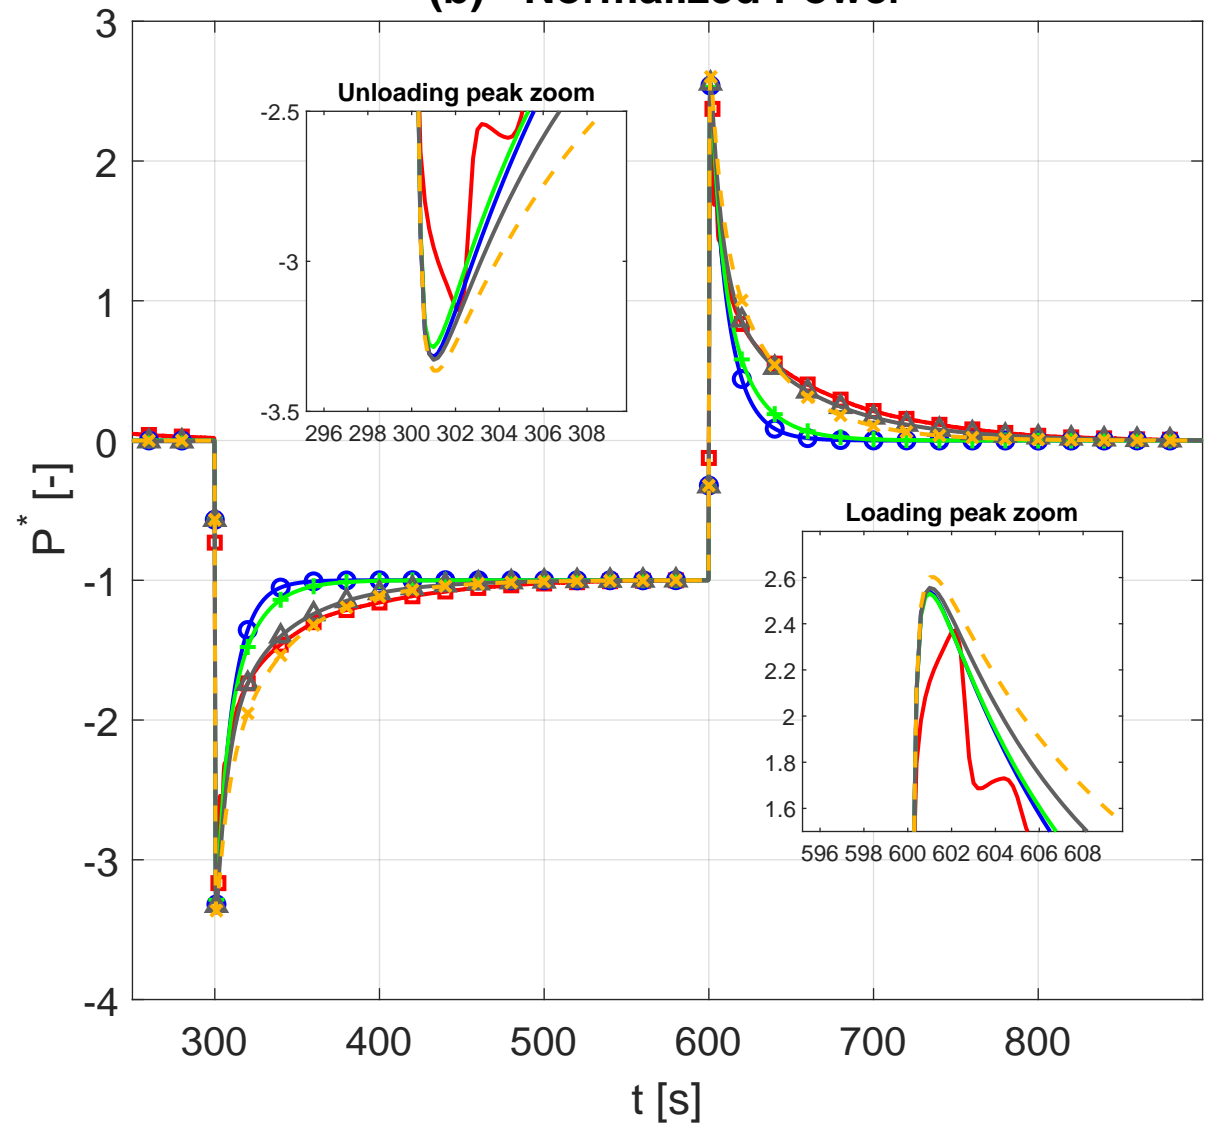 (b) - Normalized Power
3
2
1
0
-1
-2
-3
-4
P* [-]
Unloading peak zoom
-2.5
-3
-3.5
296 298 300 302 304 306 308
Loading peak zoom
2.6
2.4
2.2
2
1.8
1.6
596 598 600 602 604 606 608
300 400 500 600 700 800
t [s]